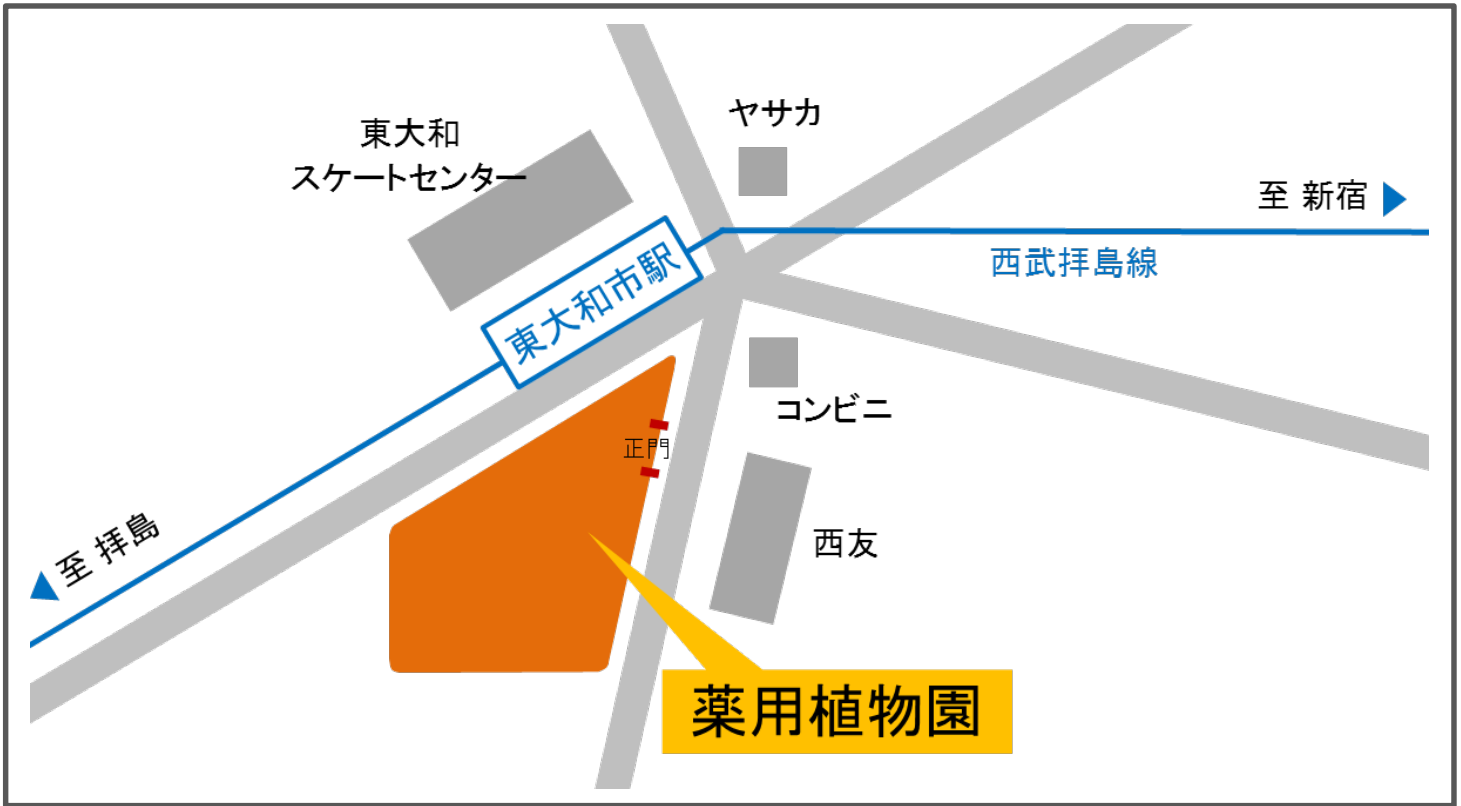 ヤサカ
東大和
スケートセンター
至 新宿
西武拝島線
東大和市駅
コンビニ
正門
至 拝島
西友
薬用植物園